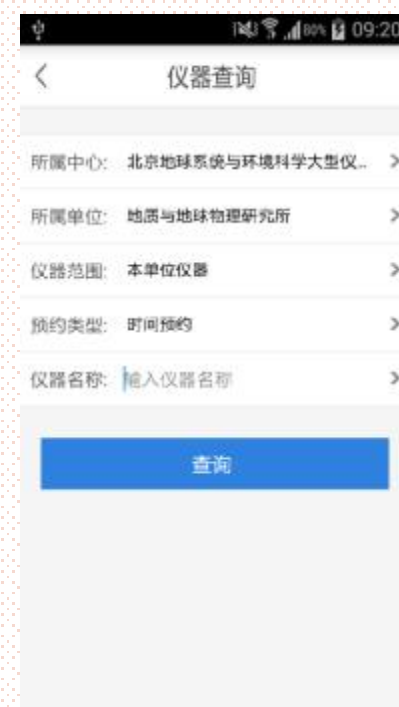 80% 09:20
仪器查询
所属中心: 北京地球系统与环境科学大型仪..
所属单位: 地质与地球物理研究所
仪器范围: 本单位仪器
预约类型: 时间预约
仪器名称: 输入仪器名称
查询